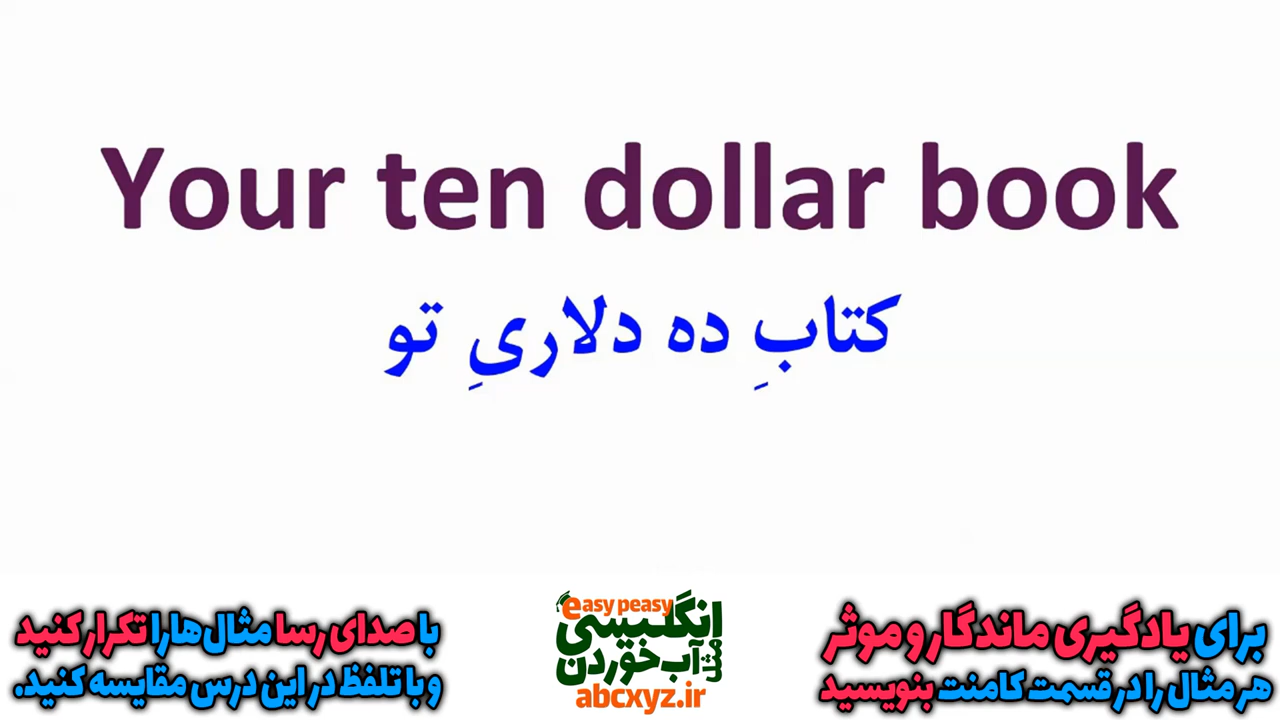 Your ten dollar book
کتابِ ده دلاریِ تو
برای یادگیری ماندگار و موثر
هر مثال را در قسمت کامنت بنویسید
easy peasy
انگلیسی
مثل آب خوردن
abcxyz.ir
با صدای رسا مثال‌ها را تکرار کنید
و با تلفظ در این درس مقایسه کنید.